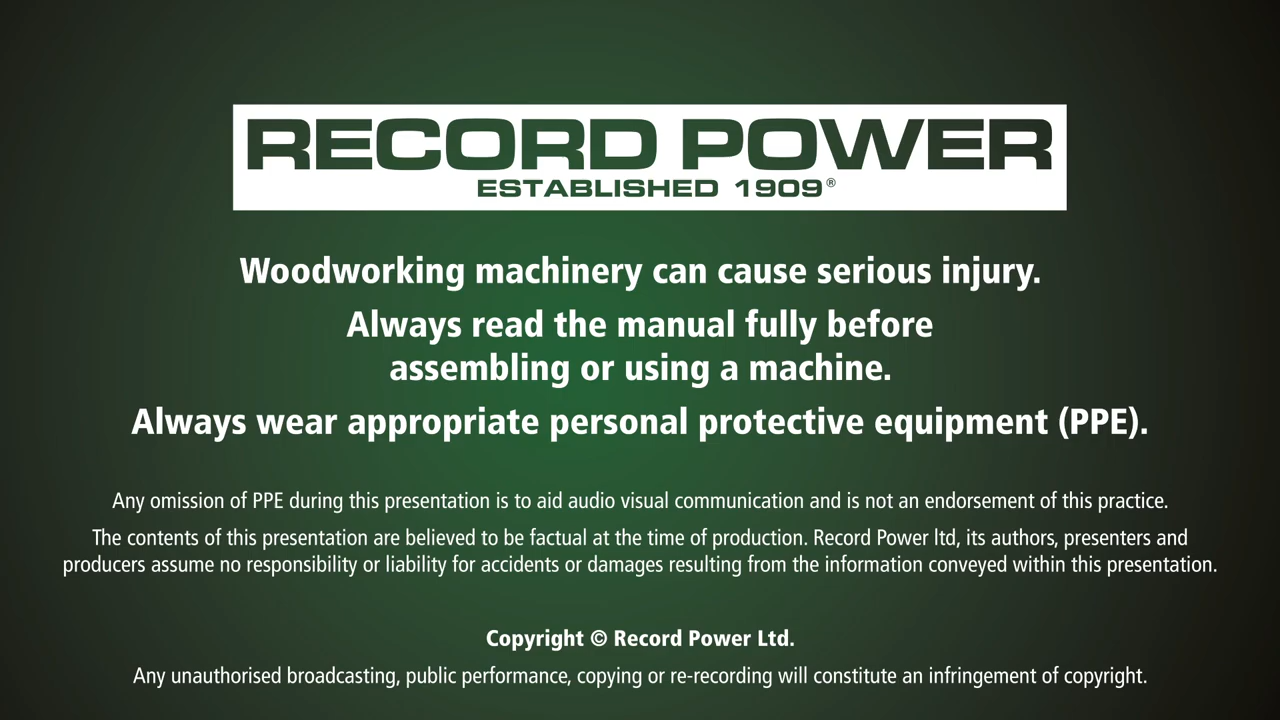 RECORD POWER
ESTABLISHED 1909®
Woodworking machinery can cause serious injury.
Always read the manual fully before
assembling or using a machine.
Always wear appropriate personal protective equipment (PPE).
Any omission of PPE during this presentation is to aid audio visual communication and is not an endorsement of this practice.
The contents of this presentation are believed to be factual at the time of production. Record Power ltd, its authors, presenters and
producers assume no responsibility or liability for accidents or damages resulting from the information conveyed within this presentation.
Copyright © Record Power Ltd.
Any unauthorised broadcasting, public performance, copying or re-recording will constitute an infringement of copyright.